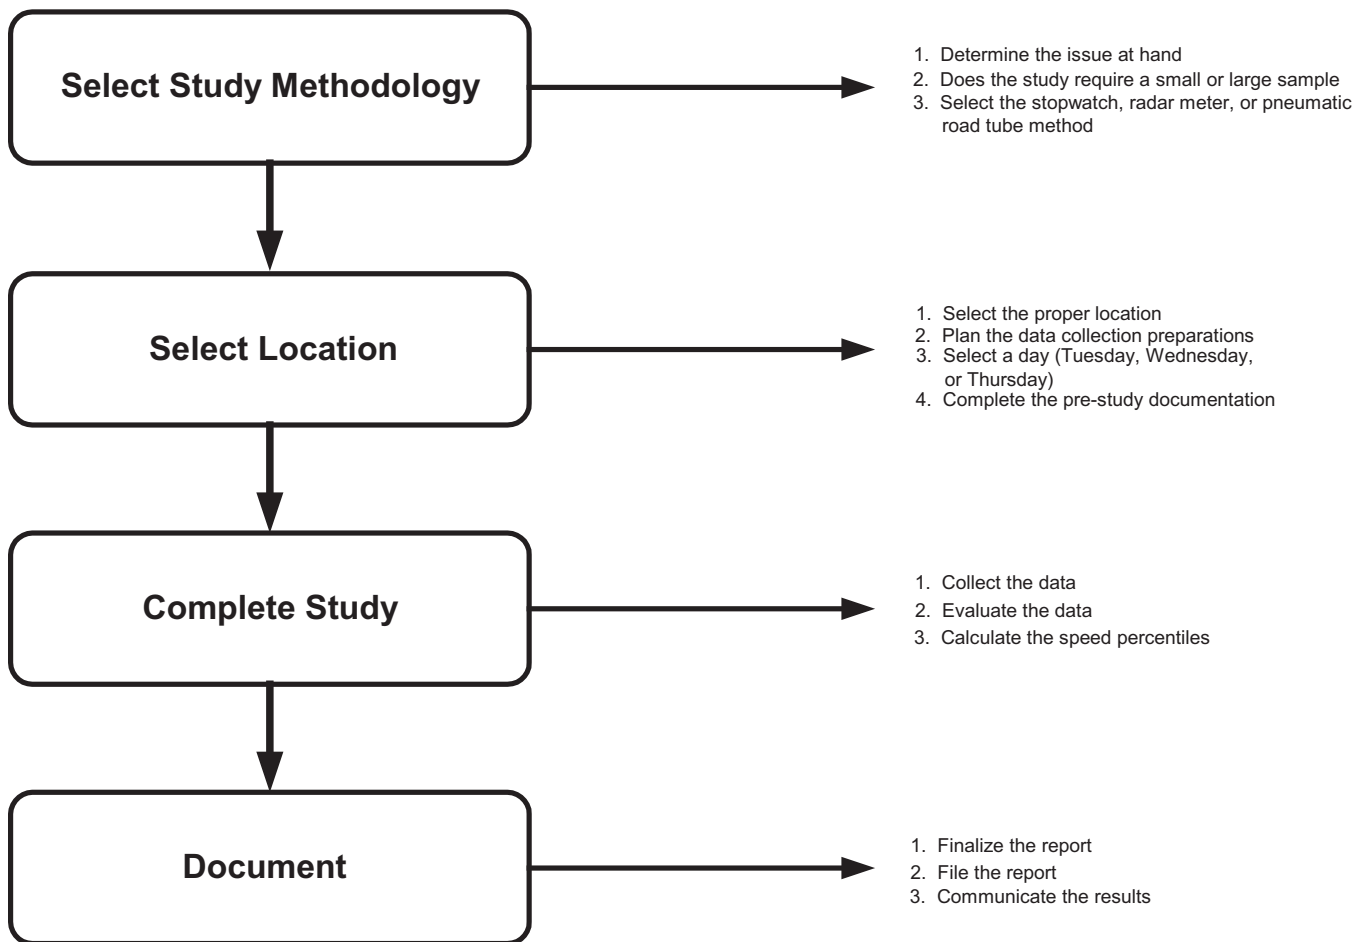 Select Study Methodology
1. Determine the issue at hand
2. Does the study require a small or large sample
3. Select the stopwatch, radar meter, or pneumatic
road tube method
Select Location
1. Select the proper location
2. Plan the data collection preparations
3. Select a day (Tuesday, Wednesday,
or Thursday)
4. Complete the pre-study documentation
Complete Study
1. Collect the data
2. Evaluate the data
3. Calculate the speed percentiles
Document
1. Finalize the report
2. File the report
3. Communicate the results